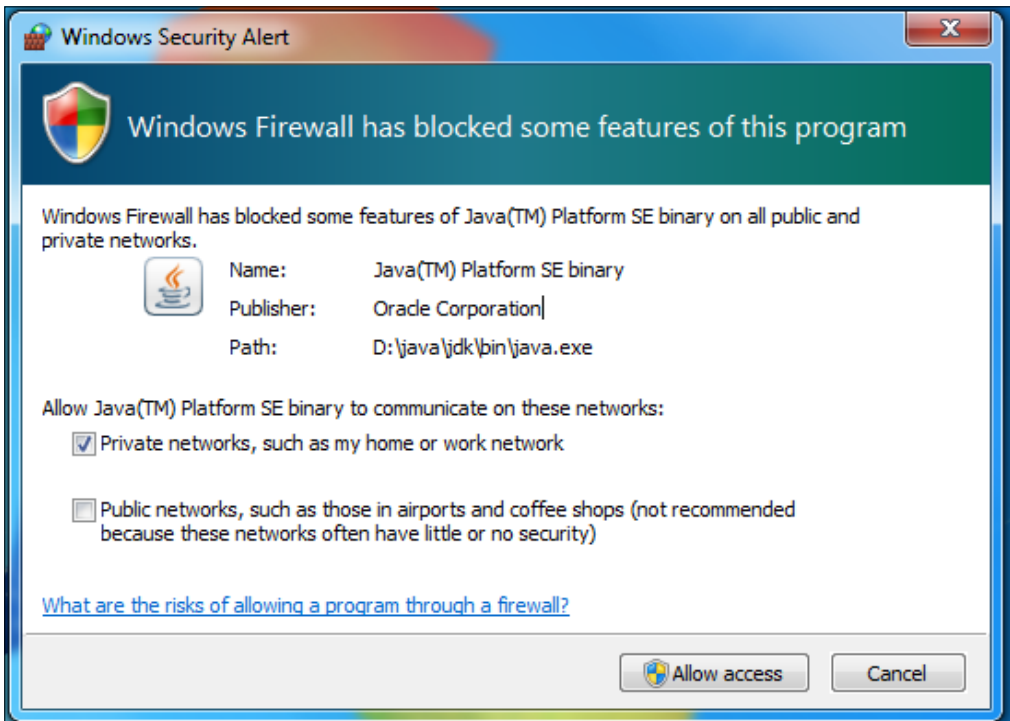 Windows Security Alert
Windows Firewall has blocked some features of this program
Windows Firewall has blocked some features of Java(TM) Platform SE binary on all public and
private networks.
Name: Java(TM) Platform SE binary
Publisher: Oracle Corporation
Path: D:\java\jdk\bin\java.exe
Allow Java(TM) Platform SE binary to communicate on these networks:
Private networks, such as my home or work network
Public networks, such as those in airports and coffee shops (not recommended
because these networks often have little or no security)
What are the risks of allowing a program through a firewall?
Allow access Cancel